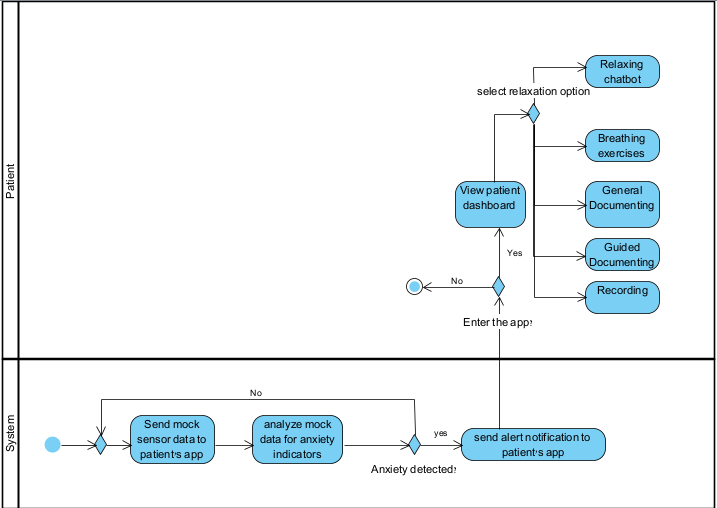 Patient
Relaxing
chatbot
select relaxation option
Breathing
exercises
View patient
dashboard
General
Documenting
Guided
Documenting
Yes
No
Recording
Enter the app?
System
No
Send mock
sensor data to
patient's app
analyze mock
data for anxiety
indicators
yes
send alert notification to
patient's app
Anxiety detected?